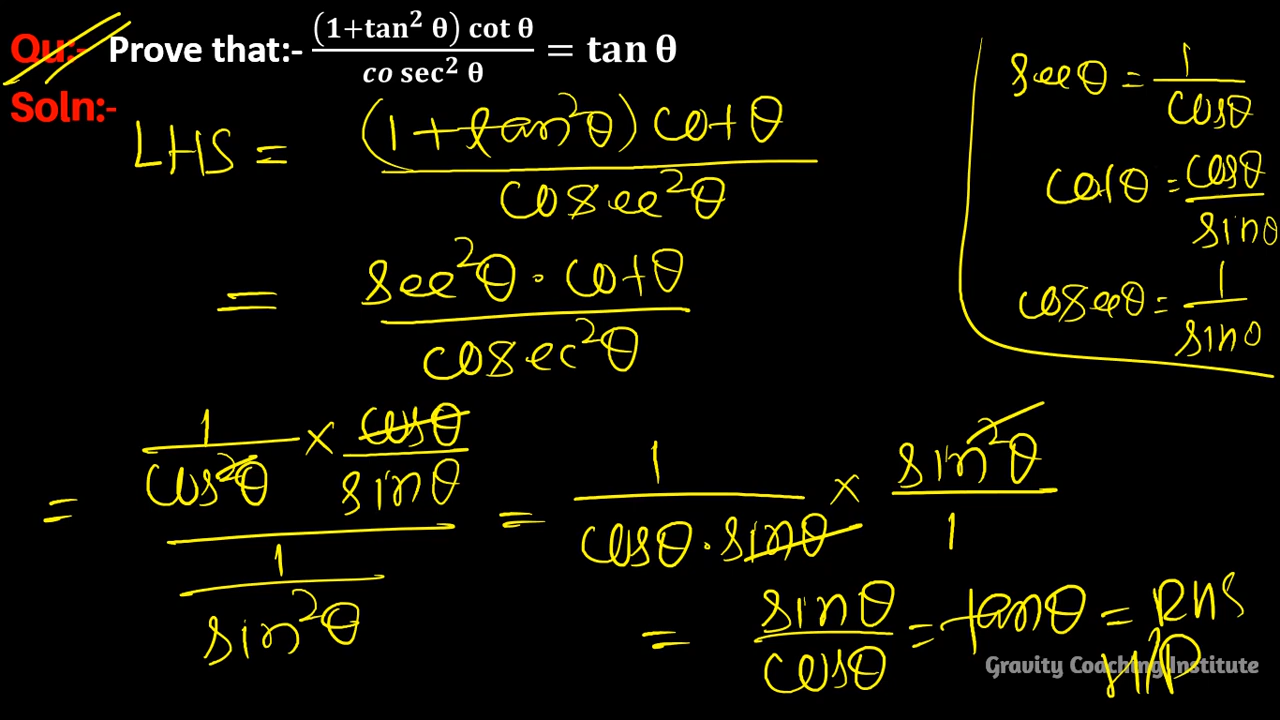 Qu:- Prove that:- (1+tan² θ) cot θ / co sec² θ = tan θ
Soln:-
LHS = (1+tan²θ) cotθ / cosec²θ
= sec²θ · cotθ / cosec²θ
= 1/cos²θ × cosθ/sinθ / 1/sin²θ = 1/cosθ·sinθ × sin²θ/1
= sinθ/cosθ = tanθ = RHS
H/P
secθ = 1/cosθ
cotθ = cosθ/sinθ
cosecθ = 1/sinθ
Gravity Coaching Institute